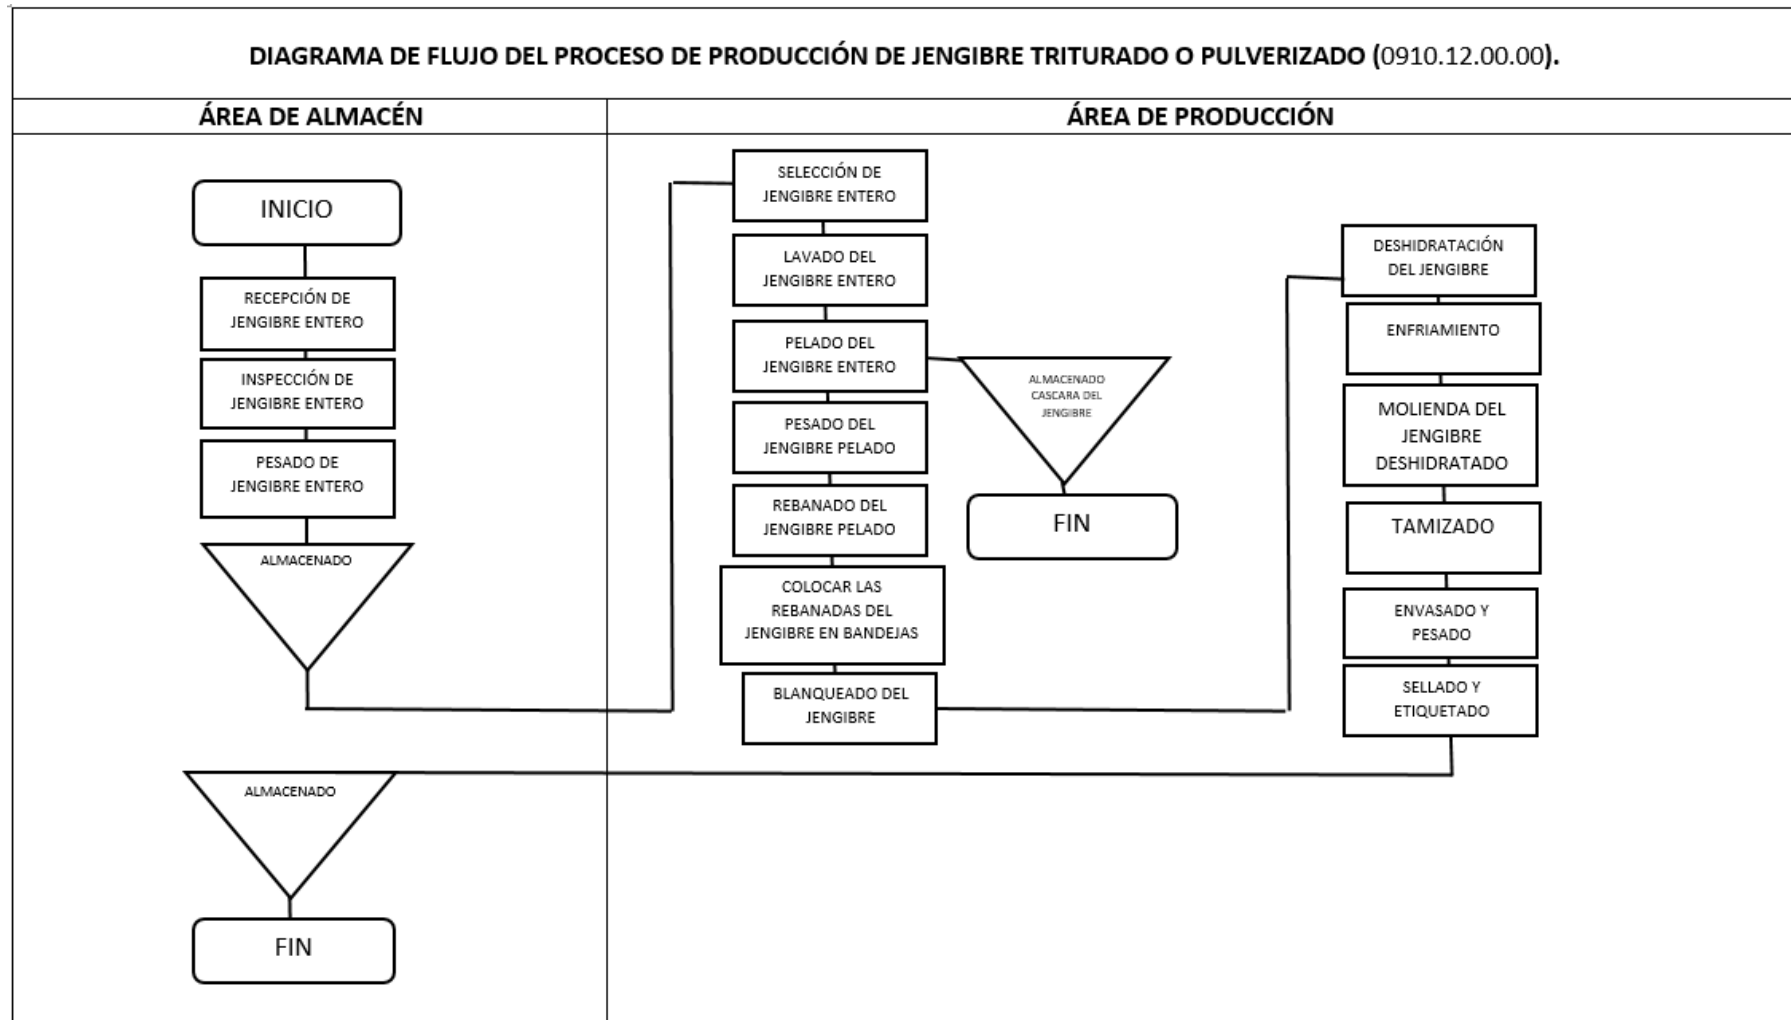 DIAGRAMA DE FLUJO DEL PROCESO DE PRODUCCIÓN DE JENGIBRE TRITURADO O PULVERIZADO (0910.12.00.00).
ÁREA DE ALMACÉN
ÁREA DE PRODUCCIÓN
INICIO
RECEPCIÓN DE
JENGIBRE ENTERO
INSPECCIÓN DE
JENGIBRE ENTERO
PESADO DE
JENGIBRE ENTERO
ALMACENADO
SELECCIÓN DE
JENGIBRE ENTERO
LAVADO DEL
JENGIBRE ENTERO
PELADO DEL
JENGIBRE ENTERO
ALMACENADO
CASCARA DEL
JENGIBRE
FIN
PESADO DEL
JENGIBRE PELADO
REBANADO DEL
JENGIBRE PELADO
COLOCAR LAS
REBANADAS DEL
JENGIBRE EN BANDEJAS
BLANQUEADO DEL
JENGIBRE
DESHIDRATACIÓN
DEL JENGIBRE
ENFRIAMIENTO
MOLIENDA DEL
JENGIBRE
DESHIDRATADO
TAMIZADO
ENVASADO Y
PESADO
SELLADO Y
ETIQUETADO
ALMACENADO
FIN